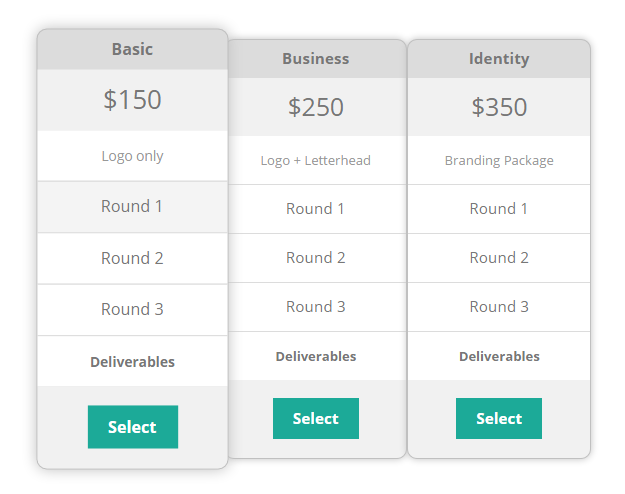 Basic
$150
Logo only
Round 1
Round 2
Round 3
Deliverables
Select
Business
$250
Logo + Letterhead
Round 1
Round 2
Round 3
Deliverables
Select
Identity
$350
Branding Package
Round 1
Round 2
Round 3
Deliverables
Select